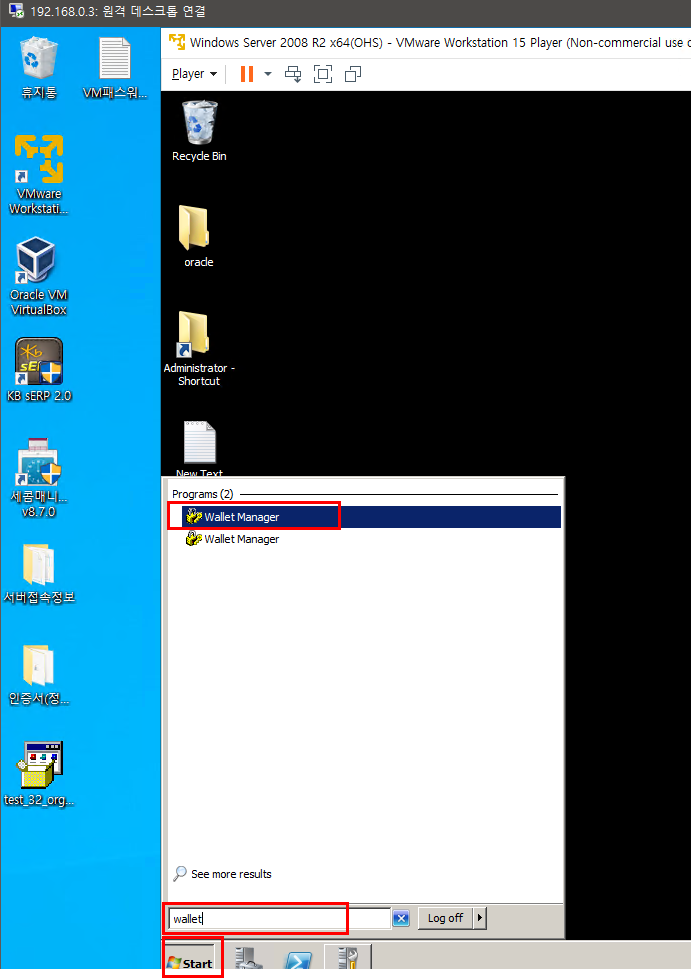 192.168.0.3: 원격 데스크톱 연결
휴지통
VM패스워...
VMware
Workstati...
Oracle VM
VirtualBox
KB sERP 2.0
세콤매니...
v8.7.0
서버접속정보
인증서(정...
test_32_org...
Windows Server 2008 R2 x64(OHS) - VMware Workstation 15 Player (Non-commercial use
Player
Recycle Bin
oracle
Administrator -
Shortcut
New Text
Programs (2)
Wallet Manager
Wallet Manager
See more results
wallet
Log off
Start